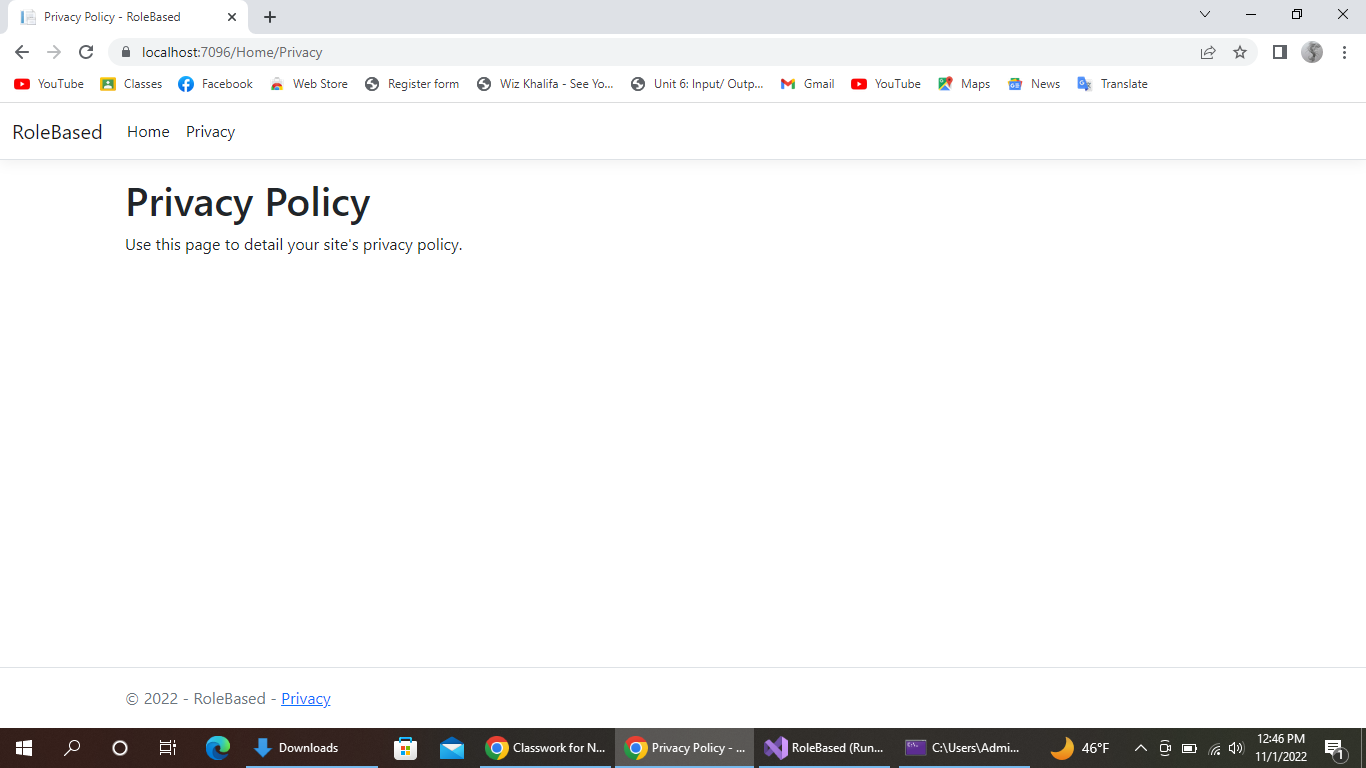 Privacy Policy - RoleBased
localhost:7096/Home/Privacy
YouTube Classes Facebook Web Store Register form Wiz Khalifa - See Yo... Unit 6: Input/ Outp... Gmail YouTube Maps News Translate
RoleBased Home Privacy
Privacy Policy
Use this page to detail your site's privacy policy.
© 2022 - RoleBased - Privacy
Downloads Classwork for N... Privacy Policy - ... RoleBased (Run... C:\Users\Admi... 46°F 12:46 PM
11/1/2022 1